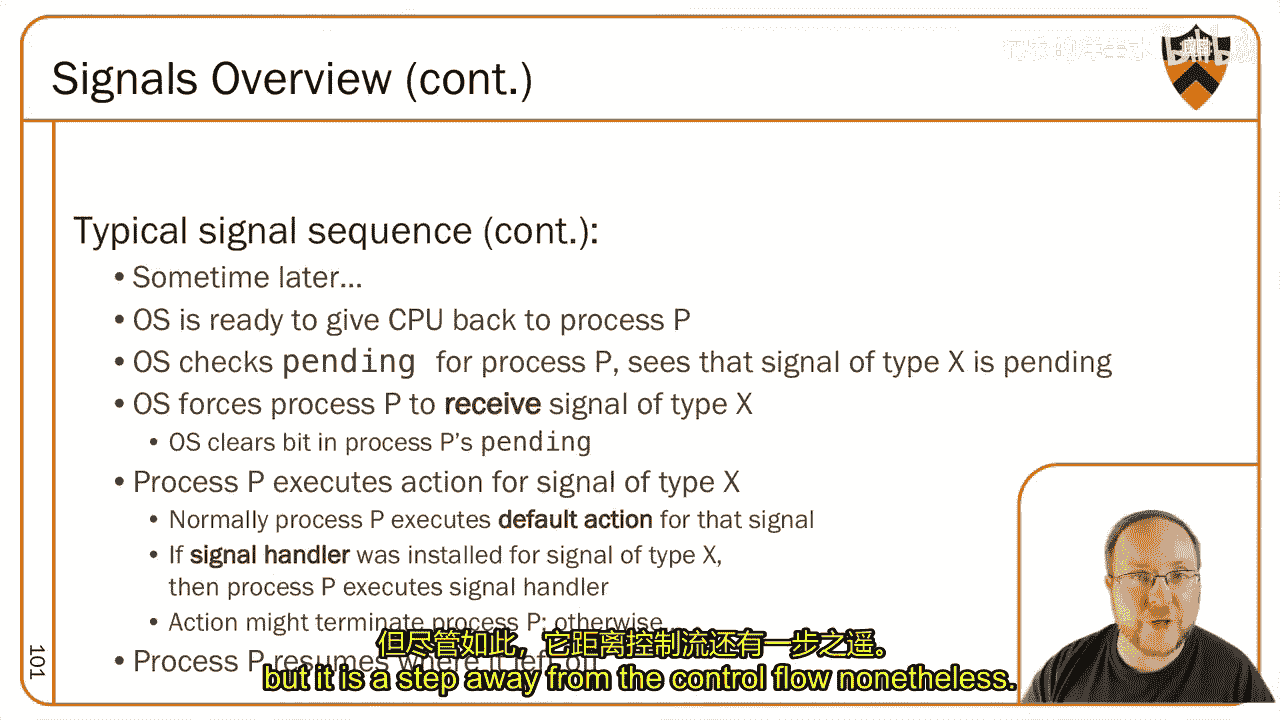 Signals Overview (cont.)
Typical signal sequence (cont.):
• Sometime later…
• OS is ready to give CPU back to process P
• OS checks pending for process P, sees that signal of type X is pending
• OS forces process P to receive signal of type X
• OS clears bit in process P's pending
• Process P executes action for signal of type X
• Normally process P executes default action for that signal
• If signal handler was installed for signal of type X,
then process P executes signal handler
• Action might terminate process P; otherwise…
• Process P resumes where it left off
但尽管如此，它距离控制流还有一步之遥。
but it is a step away from the control flow nonetheless.
101